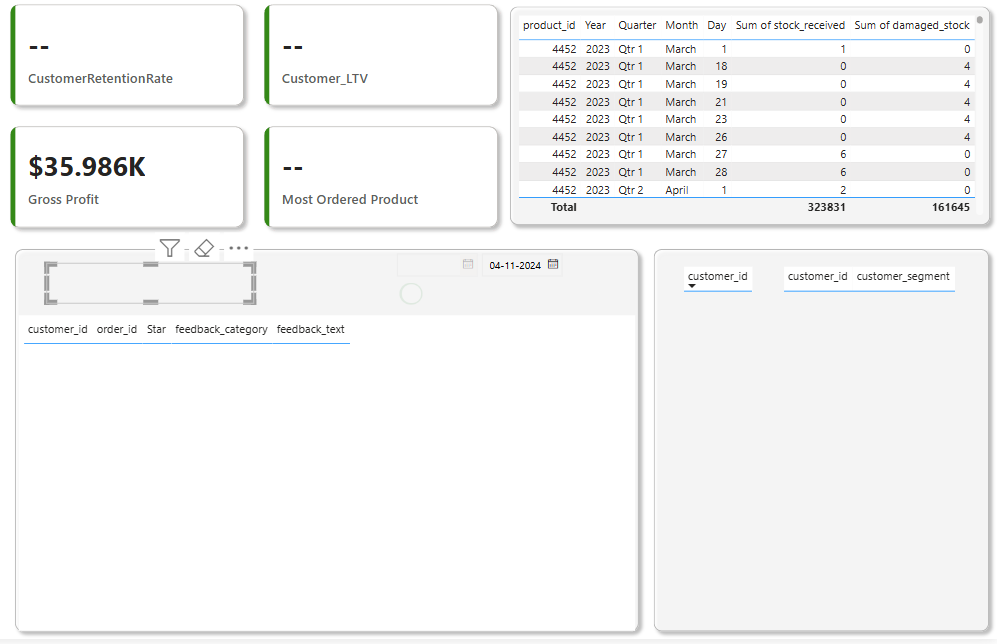 --
CustomerRetentionRate
--
Customer_LTV
$35.986K
Gross Profit
--
Most Ordered Product
product_id Year Quarter Month Day Sum of stock_received Sum of damaged_stock
4452 2023 Qtr 1 March 1 1 0
4452 2023 Qtr 1 March 18 0 4
4452 2023 Qtr 1 March 19 0 4
4452 2023 Qtr 1 March 21 0 4
4452 2023 Qtr 1 March 23 0 4
4452 2023 Qtr 1 March 26 0 4
4452 2023 Qtr 1 March 27 6 0
4452 2023 Qtr 1 March 28 6 0
4452 2023 Qtr 2 April 1 2 0
Total 323831 161645
04-11-2024
customer_id order_id Star feedback_category feedback_text
customer_id
customer_id customer_segment